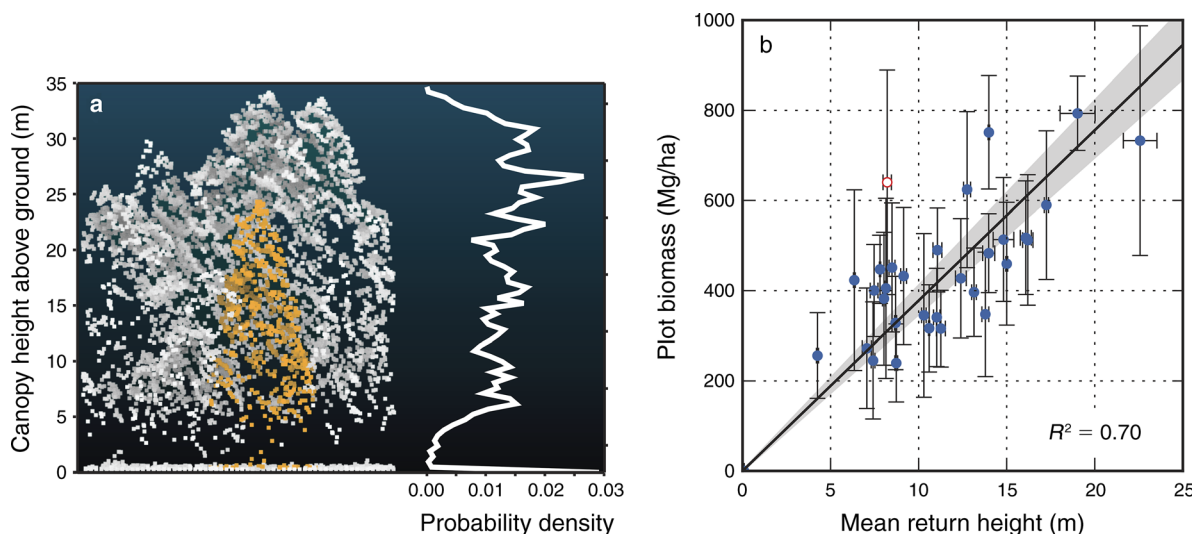 a
Canopy height above ground (m)
35
30
25
20
15
10
5
0
0.00 0.01 0.02 0.03
Probability density
b
Plot biomass (Mg/ha)
1000
800
600
400
200
0
R² = 0.70
0 5 10 15 20 25
Mean return height (m)